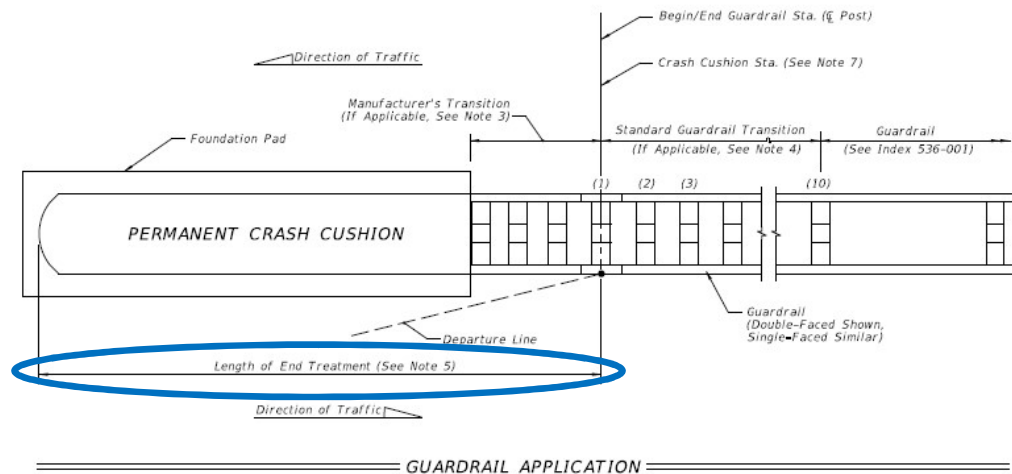 Begin/End Guardrail Sta. (℄ Post)
Direction of Traffic
Crash Cushion Sta. (See Note 7)
Manufacturer's Transition
(If Applicable, See Note 3)
Foundation Pad
Standard Guardrail Transition
(If Applicable, See Note 4)
Guardrail
(See Index 536-001)
(1)
(2)
(3)
(10)
PERMANENT CRASH CUSHION
Guardrail
(Double-Faced Shown,
Single-Faced Similar)
Departure Line
Length of End Treatment (See Note 5)
Direction of Traffic
GUARDRAIL APPLICATION